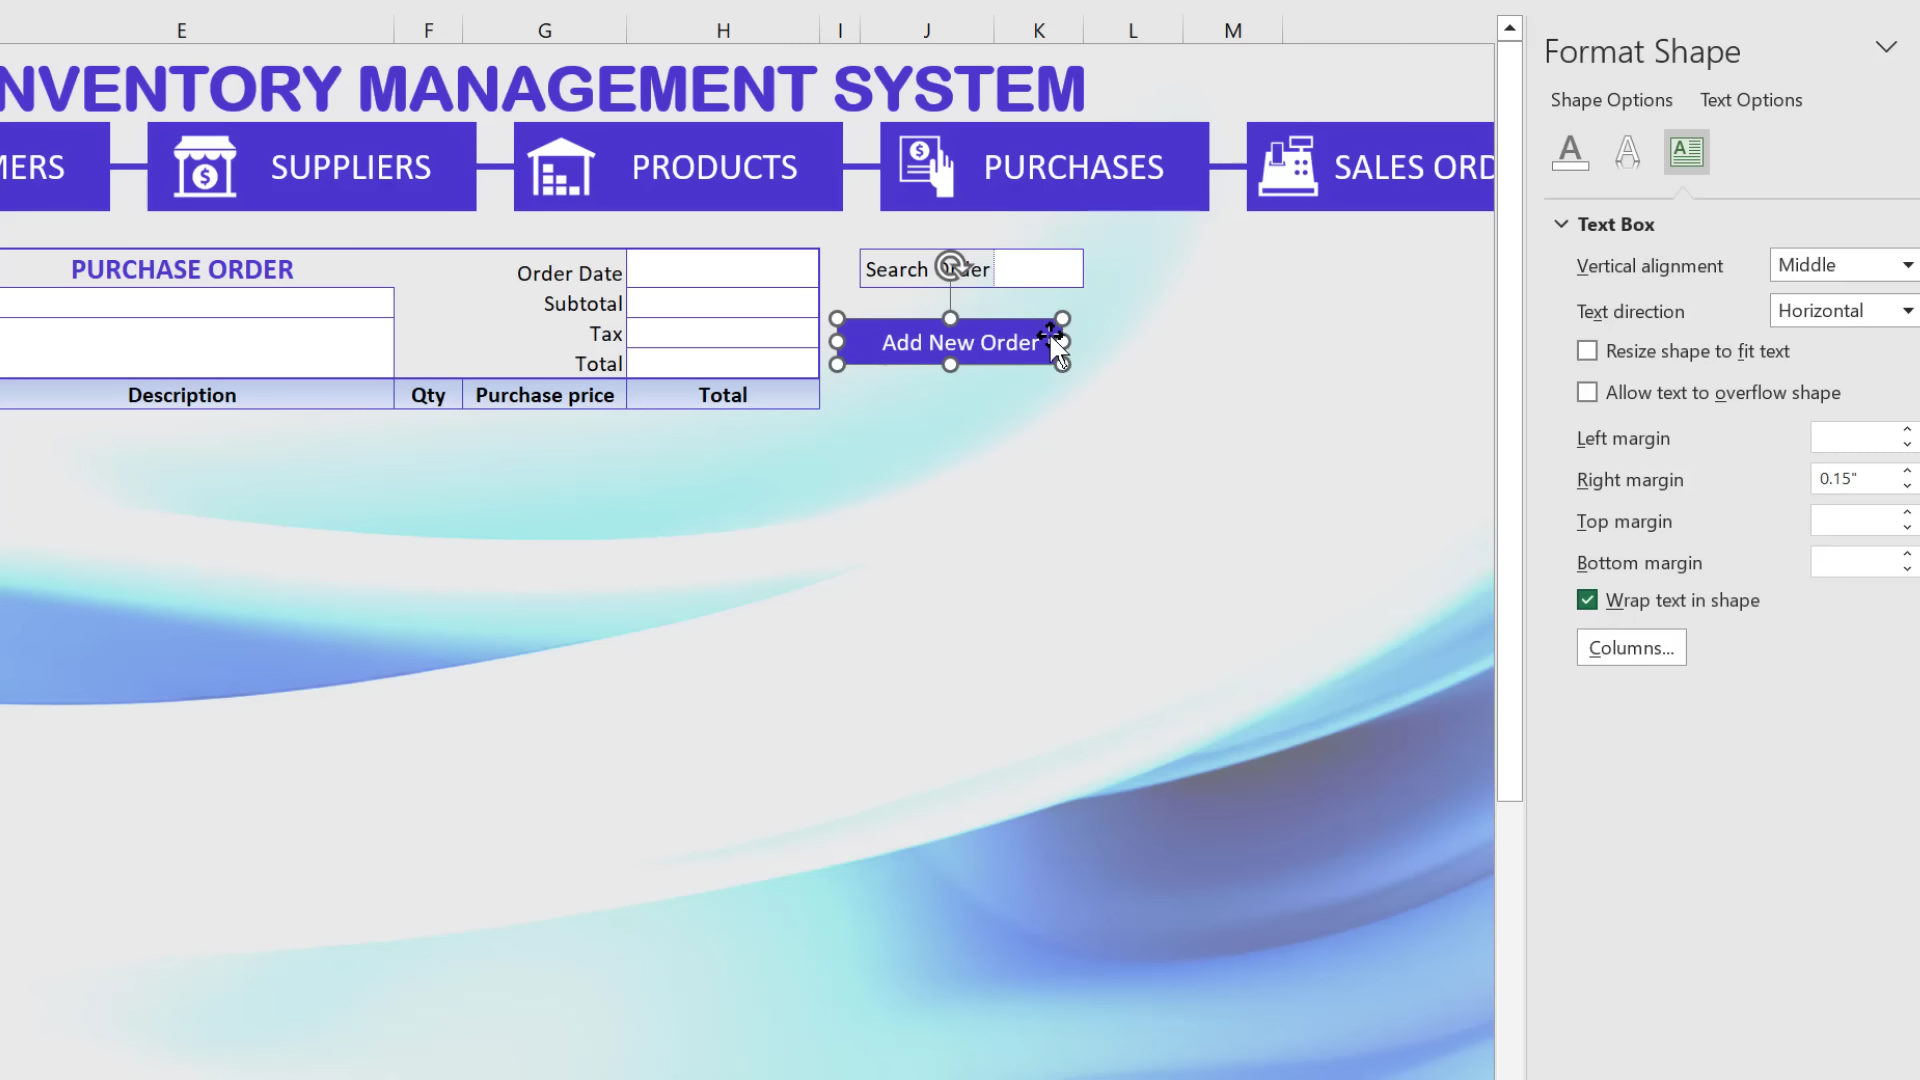 E F G H I J K L M
NVENTORY MANAGEMENT SYSTEM
MERS SUPPLIERS PRODUCTS PURCHASES SALES ORD
PURCHASE ORDER
Order Date
Subtotal
Tax
Total
Description Qty Purchase price Total
Search
Add New Order
Format Shape
Shape Options Text Options
Text Box
Vertical alignment Middle
Text direction Horizontal
Resize shape to fit text
Allow text to overflow shape
Left margin
Right margin 0.15"
Top margin
Bottom margin
Wrap text in shape
Columns...